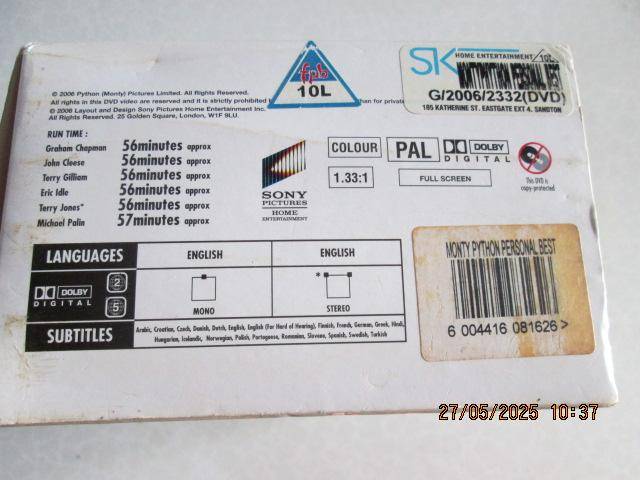 © 2006 Python (Monty) Pictures Limited. All Rights Reserved.
All rights in this DVD video are reserved and it is strictly prohibited
than for private
© 2006 Layout and Design Sony Pictures Home Entertainment Inc.
All Rights Reserved. 25 Golden Square, London, W1F 9LU.
fpb
10L
SK
HOME ENTERTAINMENT
10L
MONTY PYTHON PERSONAL BEST
G/2006/2332(DVD)
185 KATHERINE ST. EASTGATE EXT 4. SANDTON
RUN TIME :
Graham Chapman 56minutes approx
John Cleese 56minutes approx
Terry Gilliam 56minutes approx
Eric Idle 56minutes approx
Terry Jones* 56minutes approx
Michael Palin 57minutes approx
SONY
PICTURES
HOME
ENTERTAINMENT
COLOUR
PAL
DOLBY
DIGITAL
1.33:1
FULL SCREEN
This DVD is
copy-protected
LANGUAGES
ENGLISH
ENGLISH
DOLBY
DIGITAL
2
5
MONO
*
STEREO
SUBTITLES
Arabic, Croatian, Czech, Danish, Dutch, English, English (For Hard of Hearing), Finnish, French, German, Greek, Hindi,
Hungarian, Icelandic, Norwegian, Polish, Portuguese, Romanian, Slovene, Spanish, Swedish, Turkish
MONTY PYTHON PERSONAL BEST
6 004416 081626 >
27/05/2025 10:37